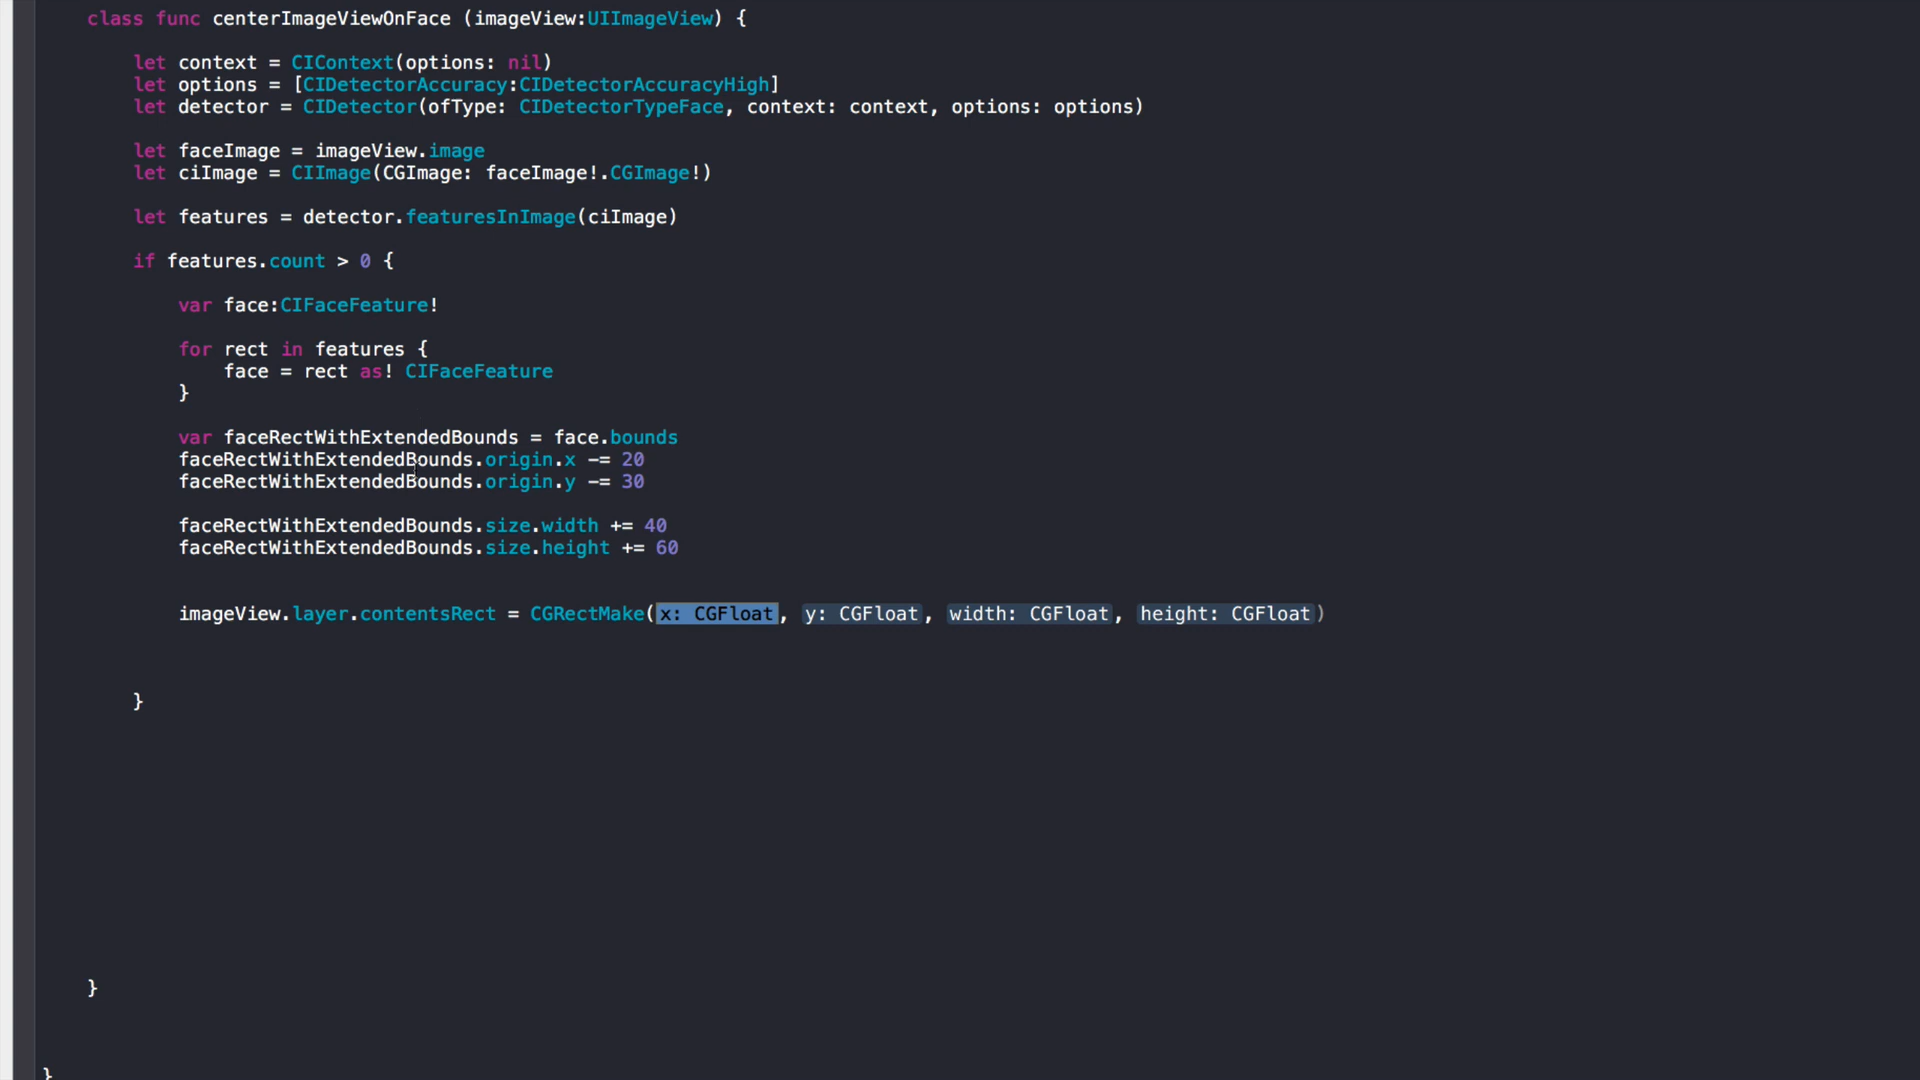 class func centerImageViewOnFace (imageView:UIImageView) {
let context = CIContext(options: nil)
let options = [CIDetectorAccuracy:CIDetectorAccuracyHigh]
let detector = CIDetector(ofType: CIDetectorTypeFace, context: context, options: options)
let faceImage = imageView.image
let ciImage = CIImage(CGImage: faceImage!.CGImage!)
let features = detector.featuresInImage(ciImage)
if features.count > 0 {
var face:CIFaceFeature!
for rect in features {
face = rect as! CIFaceFeature
}
var faceRectWithExtendedBounds = face.bounds
faceRectWithExtendedBounds.origin.x -= 20
faceRectWithExtendedBounds.origin.y -= 30
faceRectWithExtendedBounds.size.width += 40
faceRectWithExtendedBounds.size.height += 60
imageView.layer.contentsRect = CGRectMake(x: CGFloat, y: CGFloat, width: CGFloat, height: CGFloat)
}
}
}